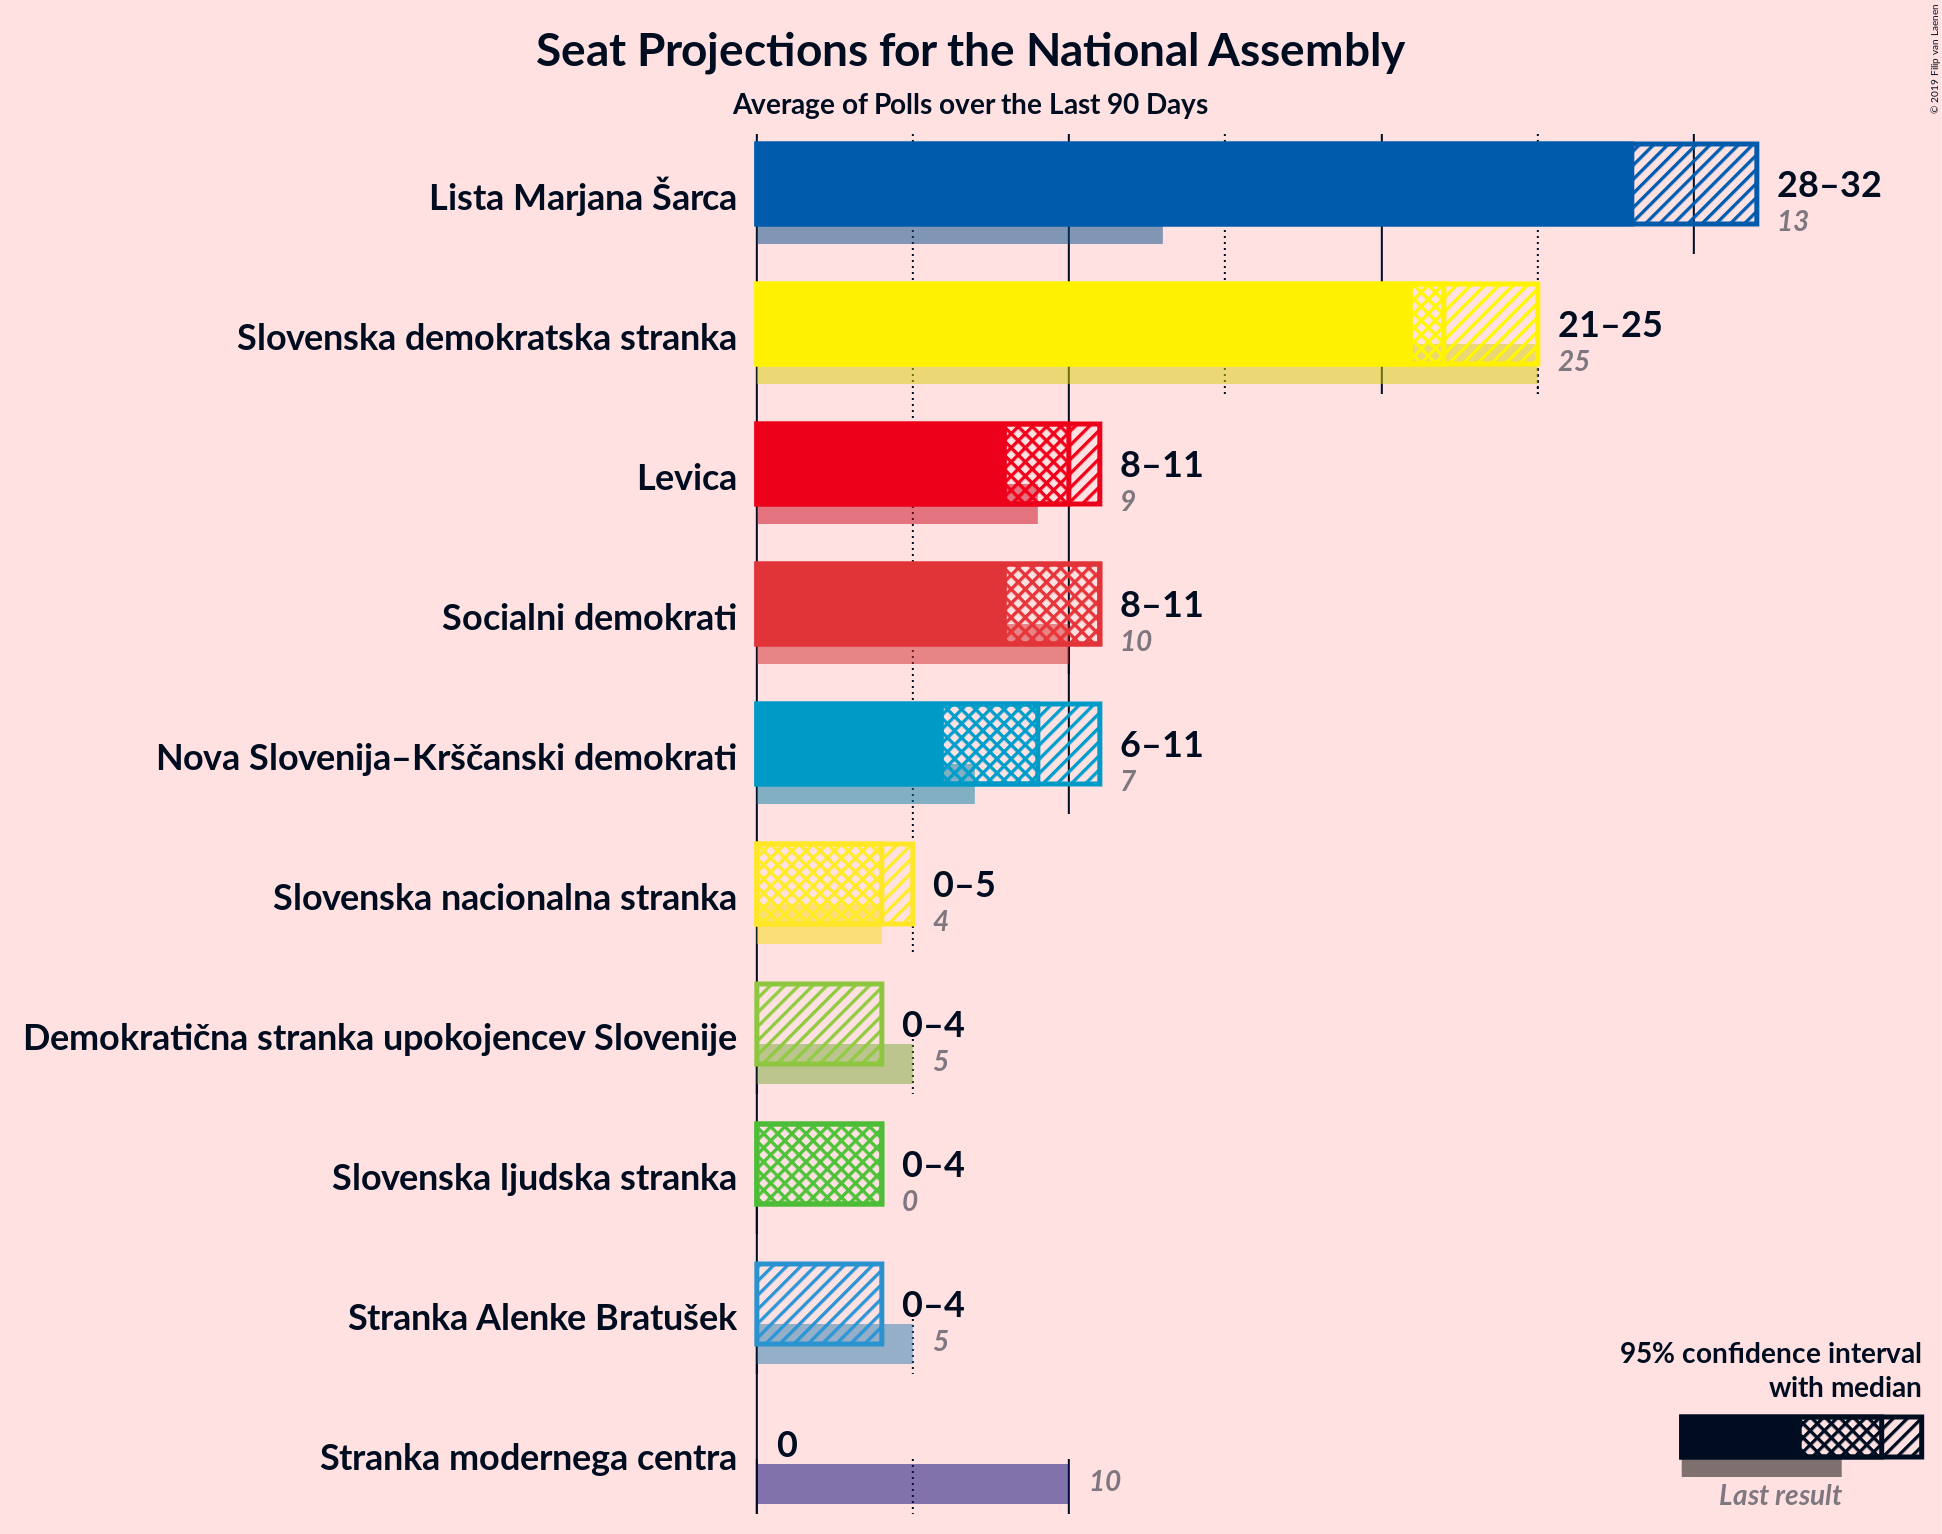 Seat Projections for the National Assembly
Average of Polls over the Last 90 Days
© 2019 Filip van Laenen
Lista Marjana Šarca
28–32
13
Slovenska demokratska stranka
21–25
25
Levica
8–11
9
Socialni demokrati
8–11
10
Nova Slovenija–Krščanski demokrati
6–11
7
Slovenska nacionalna stranka
0–5
4
Demokratična stranka upokojencev Slovenije
0–4
5
Slovenska ljudska stranka
0–4
0
Stranka Alenke Bratušek
0–4
5
Stranka modernega centra
0
10
95% confidence interval
with median
Last result